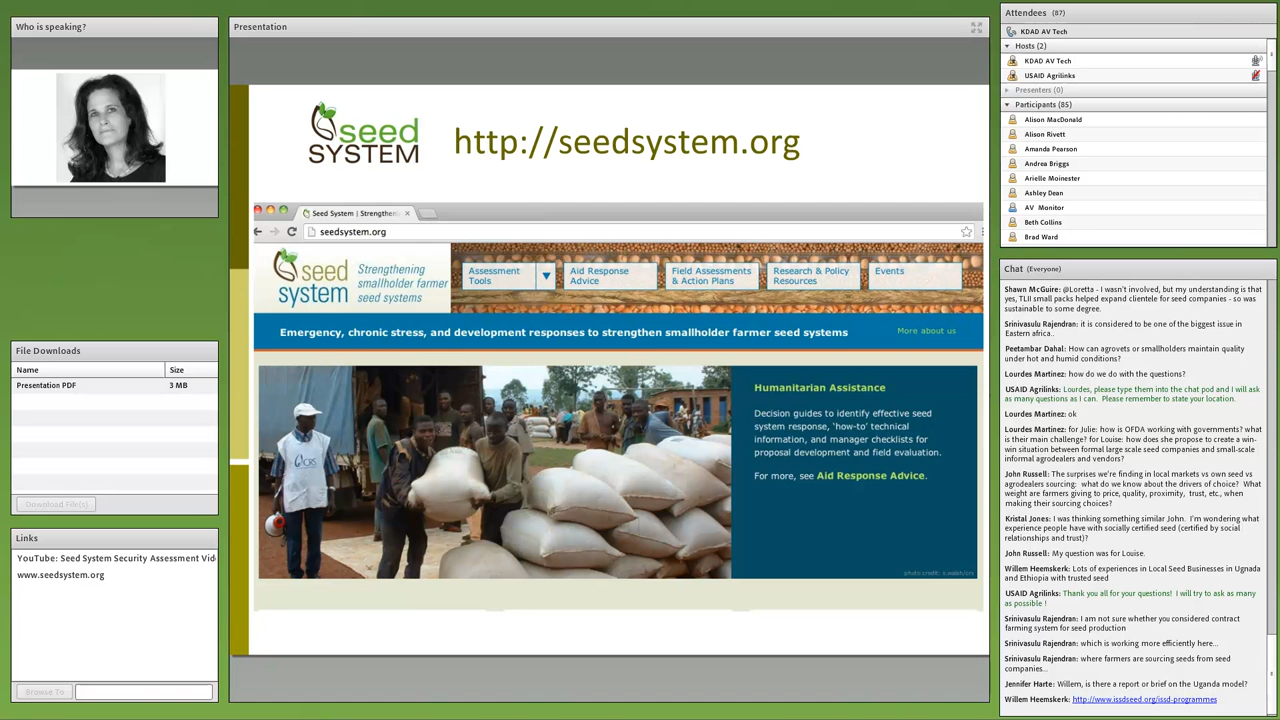 Who is speaking?
Presentation
seed
SYSTEM
http://seedsystem.org
Seed System | Strengthen
seedsystem.org
seed
system
Strengthening
smallholder farmer
seed systems
Assessment
Tools
Aid Response
Advice
Field Assessments
& Action Plans
Research & Policy
Resources
Events
Emergency, chronic stress, and development responses to strengthen smallholder farmer seed systems
More about us
CRS
Humanitarian Assistance
Decision guides to identify effective seed
system response, ‘how-to’ technical
information, and manager checklists for
proposal development and field evaluation.
For more, see Aid Response Advice.
photo credit: s.walsh/crs
File Downloads
Name Size
Presentation PDF 3 MB
Download File(s)
Links
YouTube: Seed System Security Assessment Vid
www.seedsystem.org
Browse To
Attendees (87)
KDAD AV Tech
Hosts (2)
KDAD AV Tech
USAID Agrilinks
Presenters (0)
Participants (85)
Alison MacDonald
Alison Rivett
Amanda Pearson
Andrea Briggs
Arielle Moinester
Ashley Dean
AV Monitor
Beth Collins
Brad Ward
Chat (Everyone)
Shawn McGuire: @Loretta - I wasn't involved, but my understanding is that
yes, TLII small packs helped expand clientele for seed companies - so was
sustainable to some degree.
Srinivasulu Rajendran: it is considered to be one of the biggest issue in
Eastern africa..
Peetambar Dahal: How can agrovets or smallholders maintain quality
under hot and humid conditions?
Lourdes Martinez: how do we do with the questions?
USAID Agrilinks: Lourdes, please type them into the chat pod and I will ask
as many questions as I can. Please remember to state your location.
Lourdes Martinez: ok
Lourdes Martinez: for Julie: how is OFDA working with governments? what
is their main challenge? for Louise: how does she propose to create a win-
win situation between formal large scale seed companies and small-scale
informal agrodealers and vendors?
John Russell: The surprises we're finding in local markets vs own seed vs
agrodealers sourcing: what do we know about the drivers of choice? What
weight are farmers giving to price, quality, proximity, trust, etc., when
making their sourcing choices?
Kristal Jones: I was thinking something similar John. I'm wondering what
experience people have with socially certified seed (certified by social
relationships and trust)?
John Russell: My question was for Louise.
Willem Heemskerk: Lots of experiences in Local Seed Businesses in Ugnada
and Ethiopia with trusted seed
USAID Agrilinks: Thank you all for your questions! I will try to ask as many
as possible !
Srinivasulu Rajendran: I am not sure whether you considered contract
farming system for seed production
Srinivasulu Rajendran: which is working more efficiently here...
Srinivasulu Rajendran: where farmers are sourcing seeds from seed
companies...
Jennifer Harte: Willem, is there a report or brief on the Uganda model?
Willem Heemskerk: http://www.issdseed.org/issd-programmes